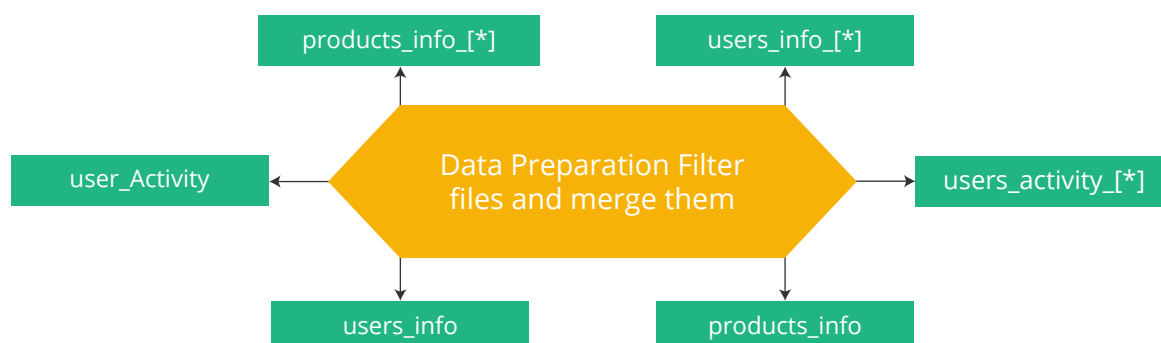 products_info_[*]
users_info_[*]
user_Activity
Data Preparation Filter
files and merge them
users_activity_[*]
users_info
products_info